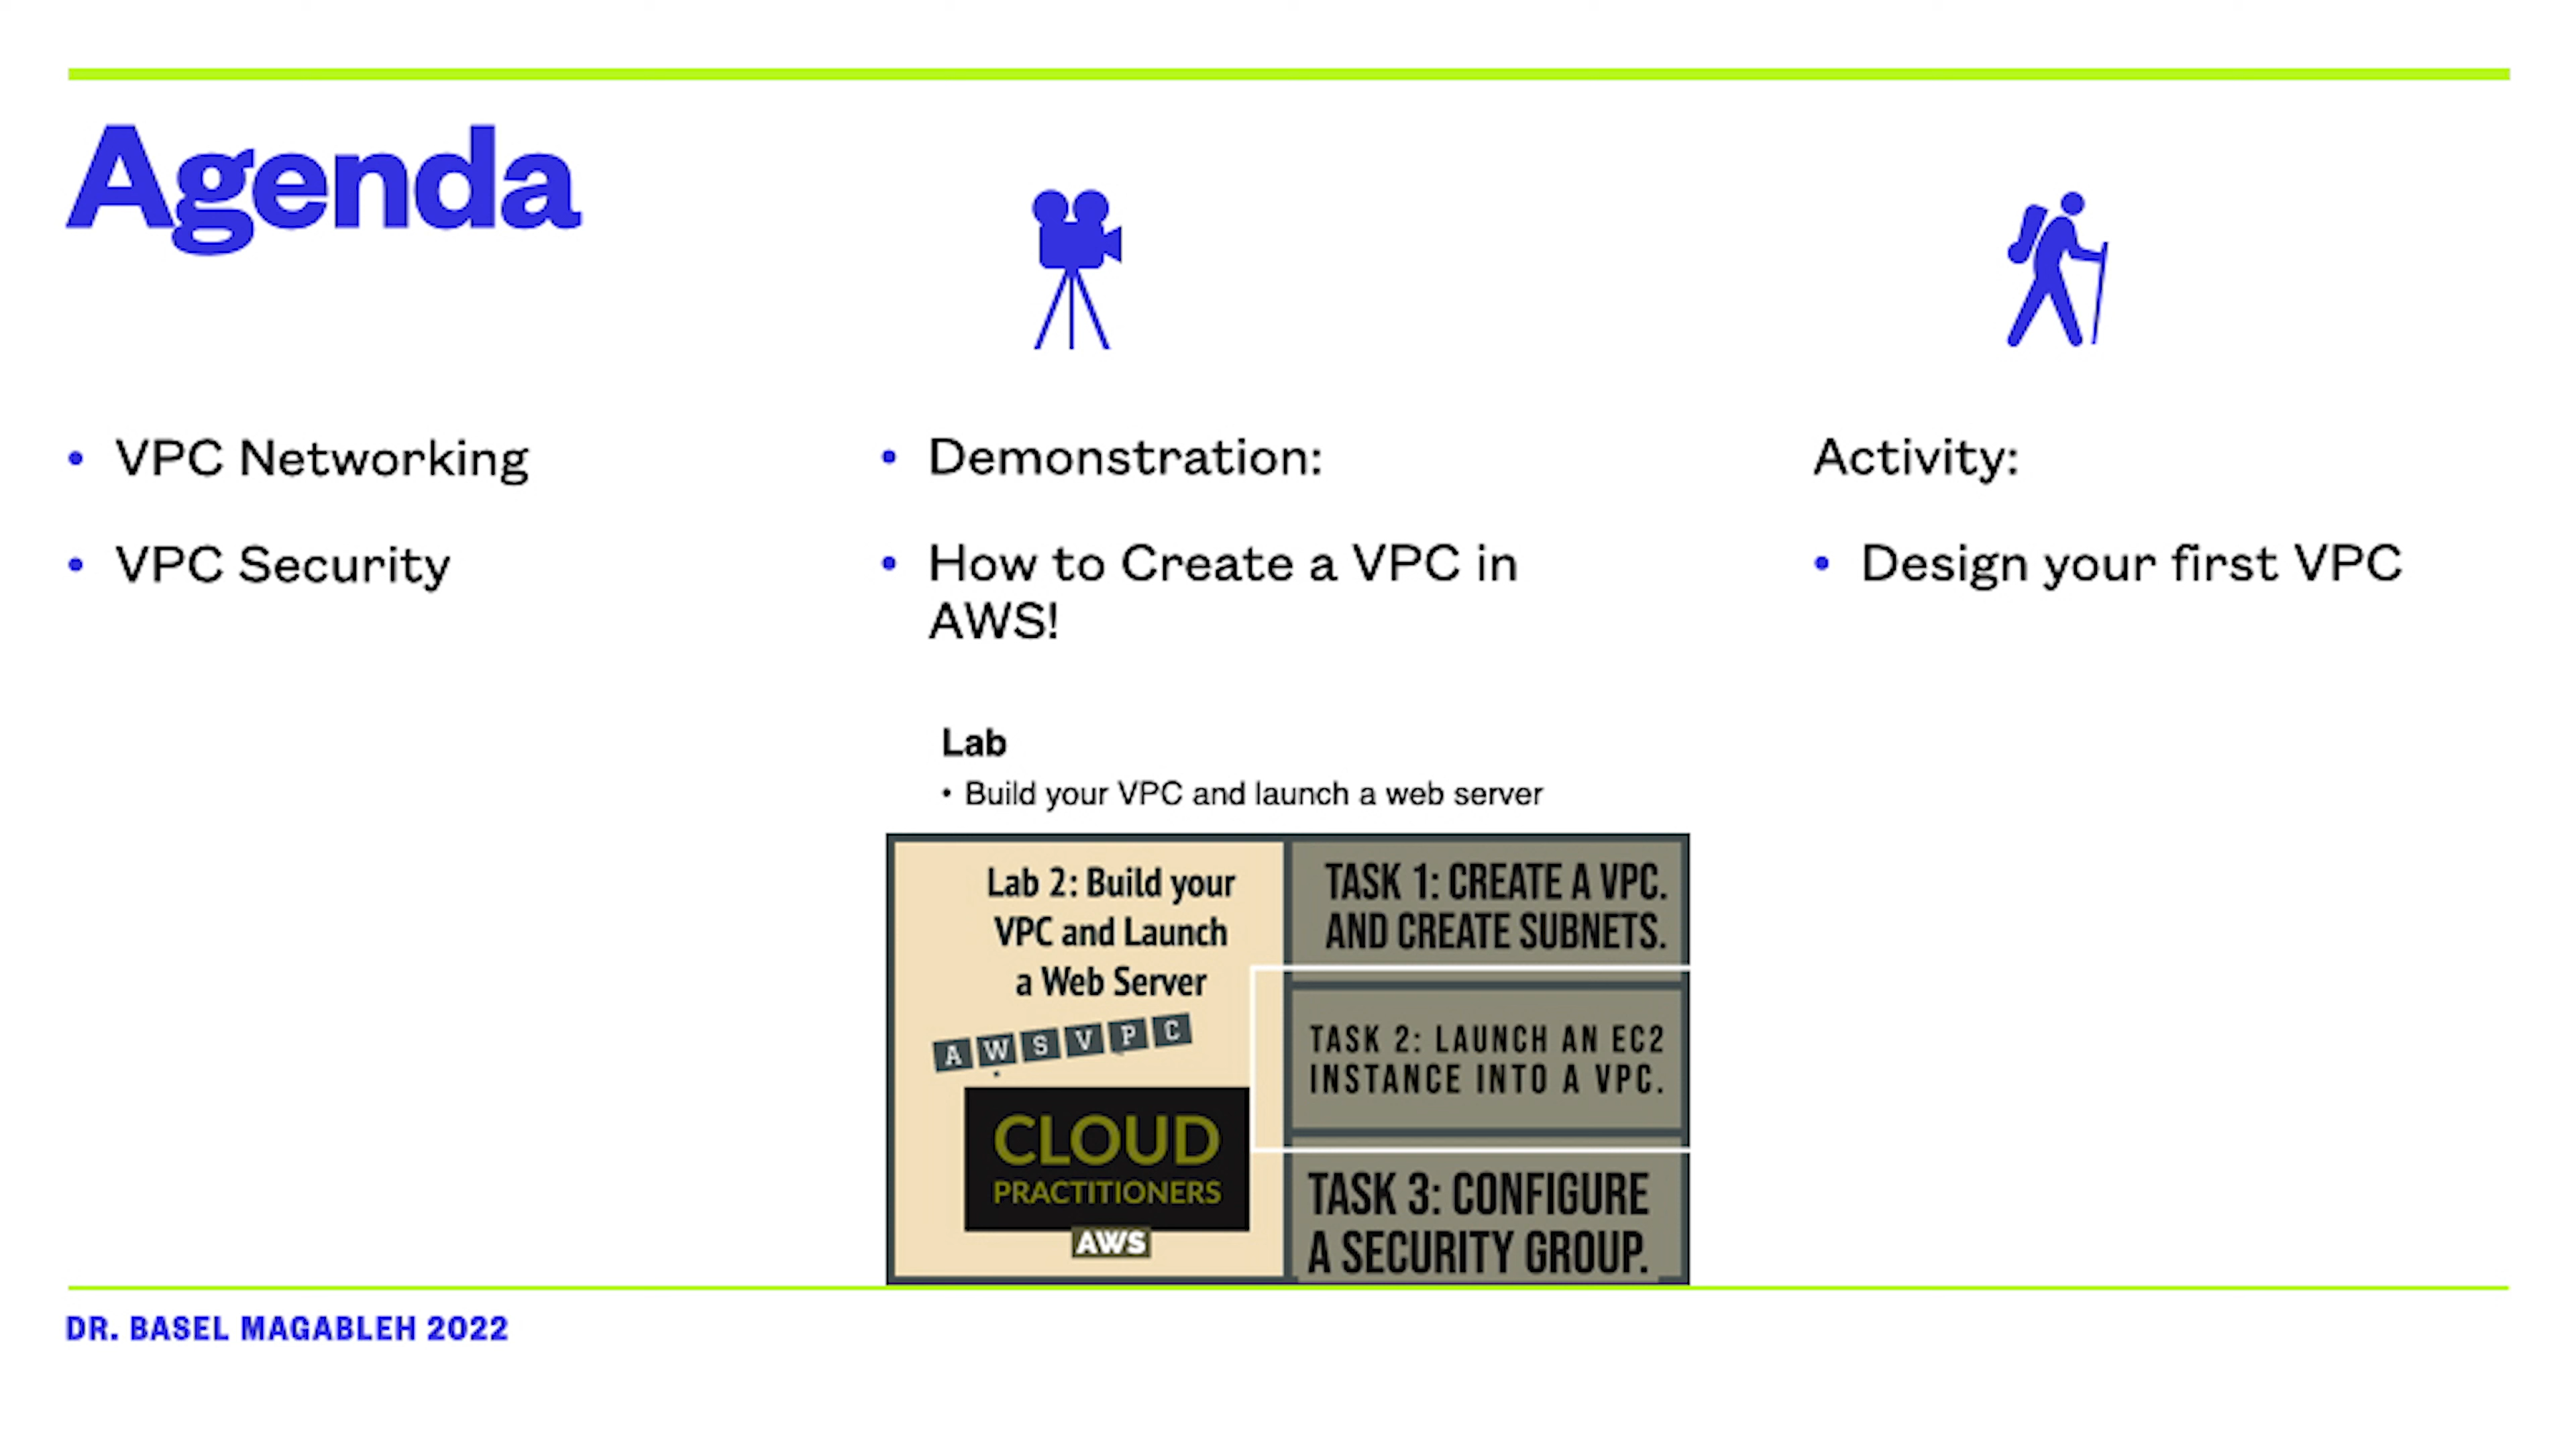 Agenda
• VPC Networking
• VPC Security
• Demonstration:
• How to Create a VPC in
AWS!
Lab
• Build your VPC and launch a web server
Lab 2: Build your
VPC and Launch
a Web Server
AWSVPC
CLOUD
PRACTITIONERS
AWS
TASK 1: CREATE A VPC.
AND CREATE SUBNETS.
TASK 2: LAUNCH AN EC2
INSTANCE INTO A VPC.
TASK 3: CONFIGURE
A SECURITY GROUP.
Activity:
• Design your first VPC
DR. BASEL MAGABLEH 2022